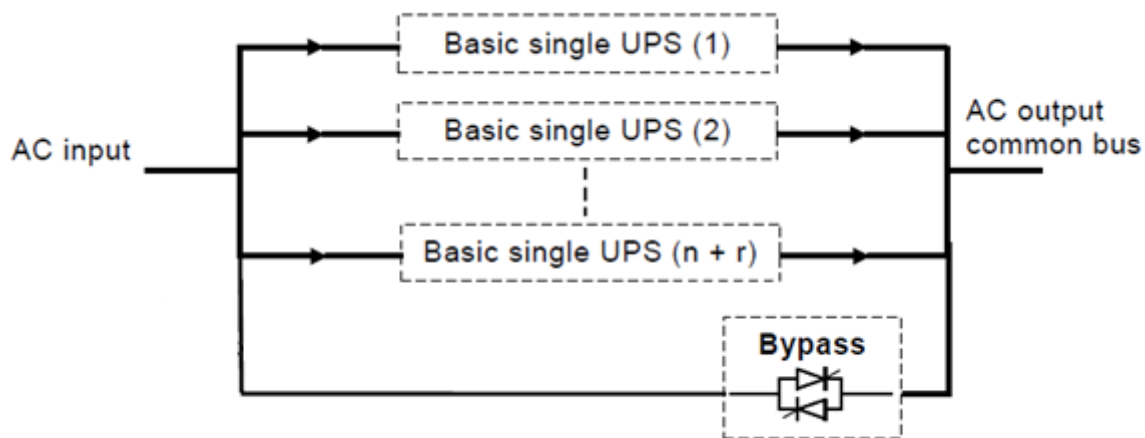 Basic single UPS (1)
Basic single UPS (2)
AC input
AC output
common bus
Basic single UPS (n + r)
Bypass